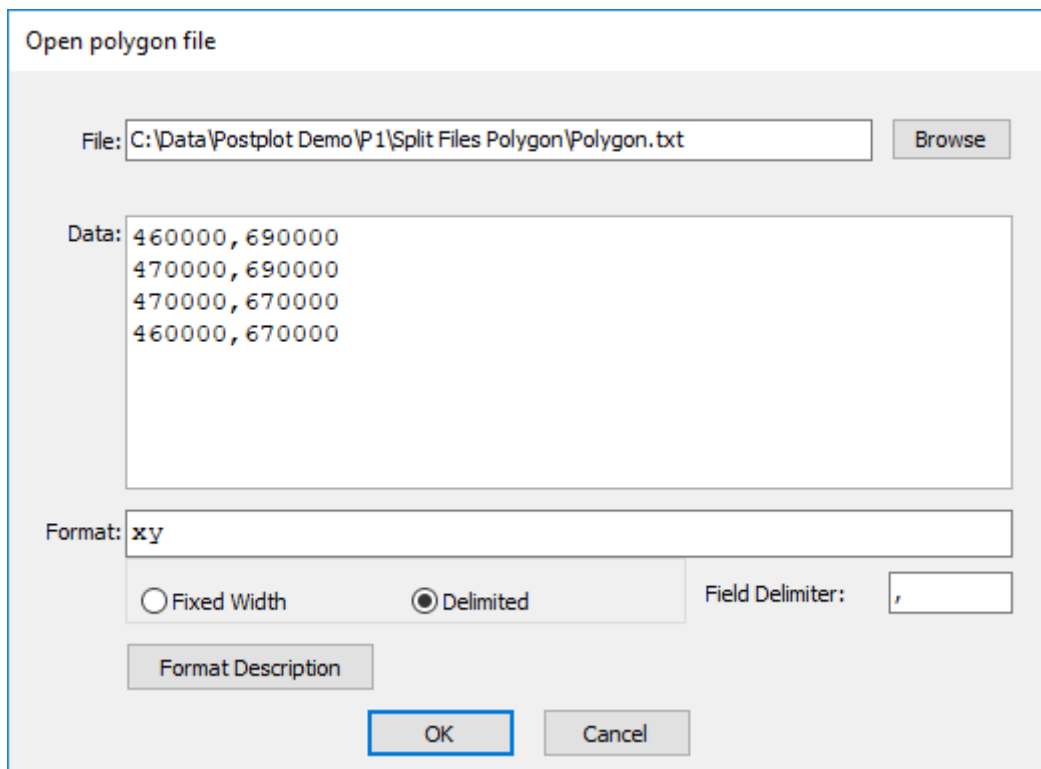 Open polygon file
File: C:\Data\Postplot Demo\P1\Split Files Polygon\Polygon.txt Browse
Data: 460000,690000
470000,690000
470000,670000
460000,670000
Format: xy
Fixed Width Delimited Field Delimiter: ,
Format Description
OK Cancel